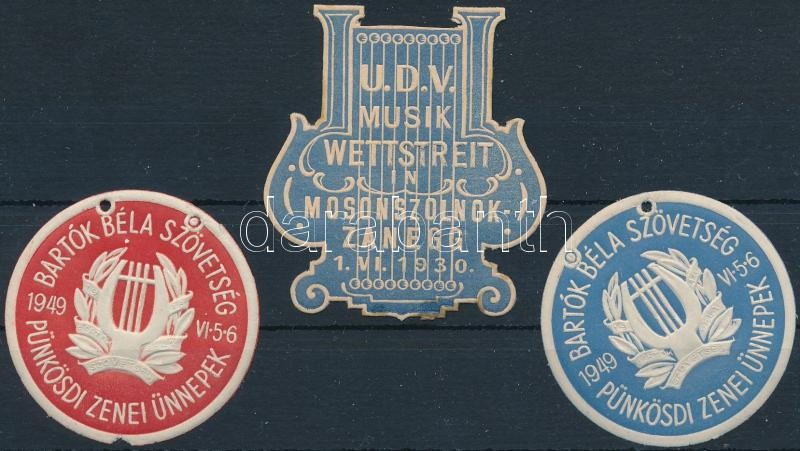 U.D.V.
MUSIK
WETTSTREIT
IN
MOSONSZOLNOK
ZANEG
1. VI. 1930.
BARTÓK BÉLA SZÖVETSÉG
1949
VI·5·6
PÜNKÖSDI ZENEI ÜNNEPEK
BARTÓK BÉLA SZÖVETSÉG
1949
VI·5·6
PÜNKÖSDI ZENEI ÜNNEPEK
darabanth